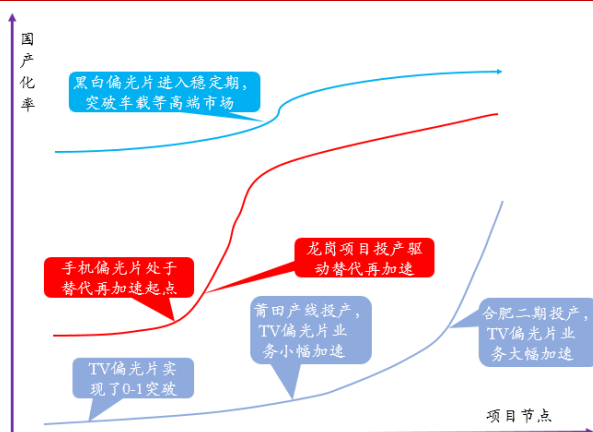 国
产
化
率
黑白偏光片进入稳定期，
突破车载等高端市场
手机偏光片处于
替代再加速起点
龙岗项目投产驱
动替代再加速
TV偏光片实
现了0-1突破
莆田产线投产，
TV偏光片业
务小幅加速
合肥二期投产，
TV偏光片业
务大幅加速
项目节点